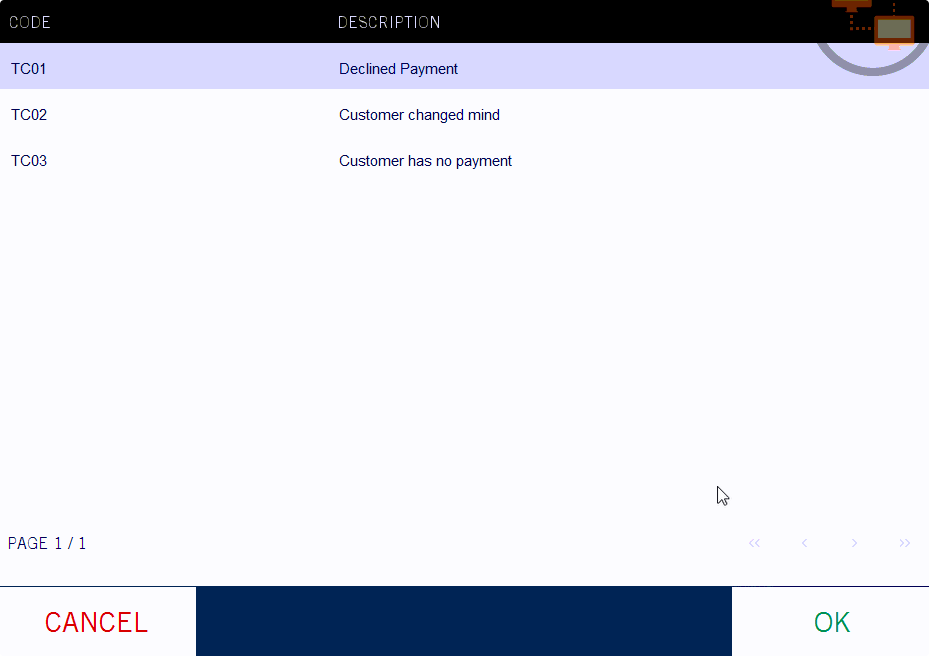 CODE DESCRIPTION
TC01 Declined Payment
TC02 Customer changed mind
TC03 Customer has no payment
PAGE 1 / 1 << < > >>
CANCEL OK